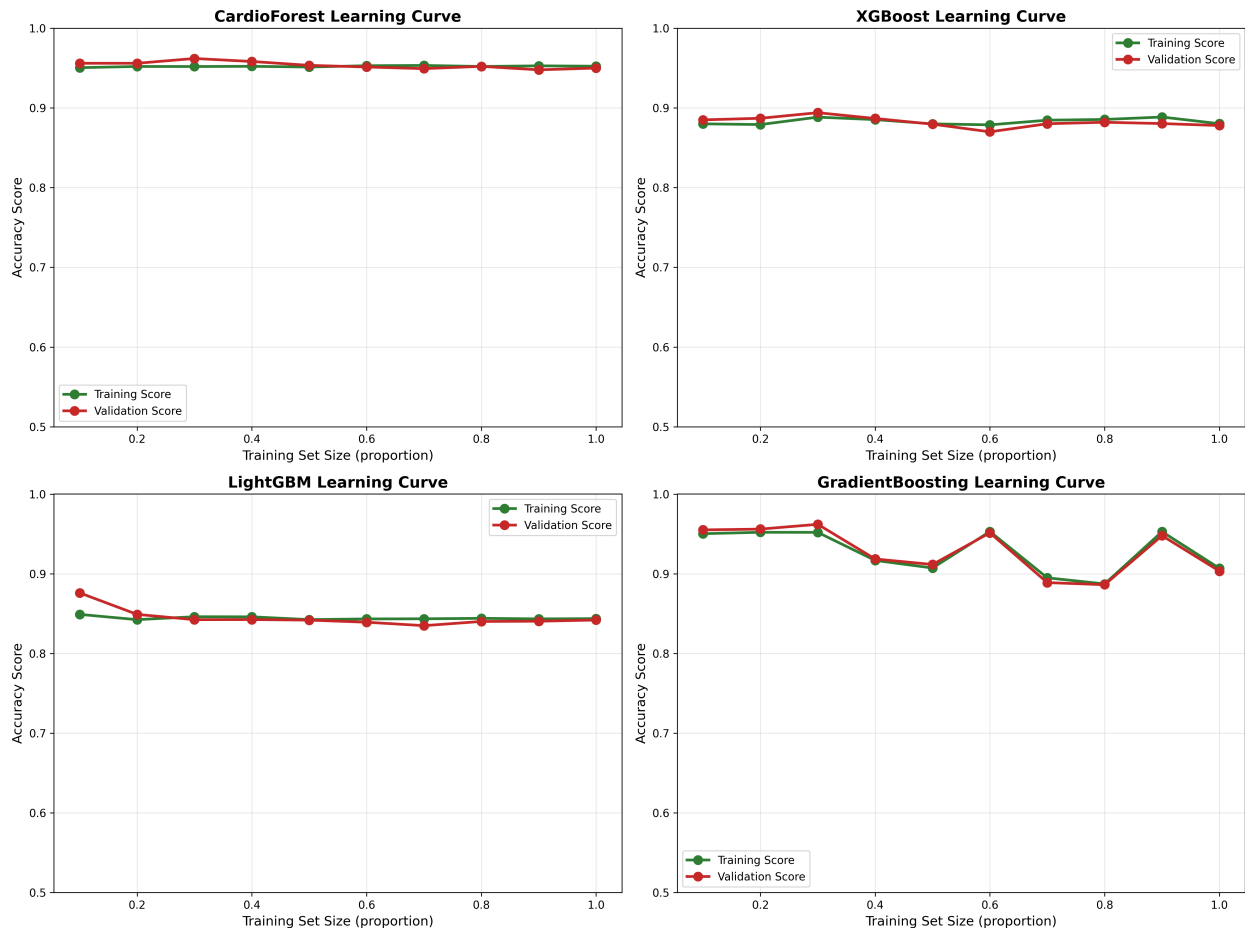 CardioForest Learning Curve
1.0
0.9
0.8
0.7
0.6
0.5
Accuracy Score
Training Score
Validation Score
0.2 0.4 0.6 0.8 1.0
Training Set Size (proportion)
XGBoost Learning Curve
1.0
0.9
0.8
0.7
0.6
0.5
Accuracy Score
Training Score
Validation Score
0.2 0.4 0.6 0.8 1.0
Training Set Size (proportion)
LightGBM Learning Curve
1.0
0.9
0.8
0.7
0.6
0.5
Accuracy Score
Training Score
Validation Score
0.2 0.4 0.6 0.8 1.0
Training Set Size (proportion)
GradientBoosting Learning Curve
1.0
0.9
0.8
0.7
0.6
0.5
Accuracy Score
Training Score
Validation Score
0.2 0.4 0.6 0.8 1.0
Training Set Size (proportion)